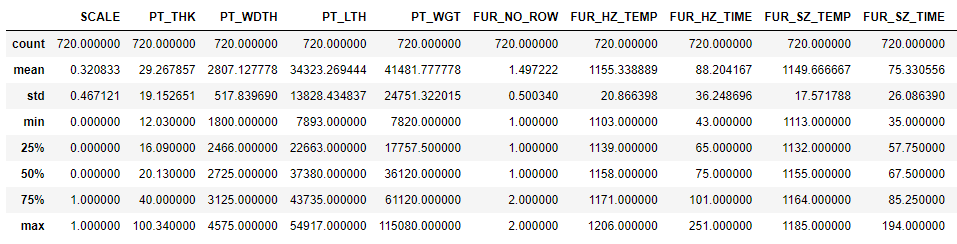 SCALE PT_THK PT_WDTH PT_LTH PT_WGT FUR_NO_ROW FUR_HZ_TEMP FUR_HZ_TIME FUR_SZ_TEMP FUR_SZ_TIME
count 720.000000 720.000000 720.000000 720.000000 720.000000 720.000000 720.000000 720.000000 720.000000 720.000000
mean 0.320833 29.267857 2807.127778 34323.269444 41481.777778 1.497222 1155.338889 88.204167 1149.666667 75.330556
std 0.467121 19.152651 517.839690 13828.434837 24751.322015 0.500340 20.866398 36.248696 17.571788 26.086390
min 0.000000 12.030000 1800.000000 7893.000000 7820.000000 1.000000 1103.000000 43.000000 1113.000000 35.000000
25% 0.000000 16.090000 2466.000000 22663.000000 17757.500000 1.000000 1139.000000 65.000000 1132.000000 57.750000
50% 0.000000 20.130000 2725.000000 37380.000000 36120.000000 1.000000 1158.000000 75.000000 1155.000000 67.500000
75% 1.000000 40.000000 3125.000000 43735.000000 61120.000000 2.000000 1171.000000 101.000000 1164.000000 85.250000
max 1.000000 100.340000 4575.000000 54917.000000 115080.000000 2.000000 1206.000000 251.000000 1185.000000 194.000000